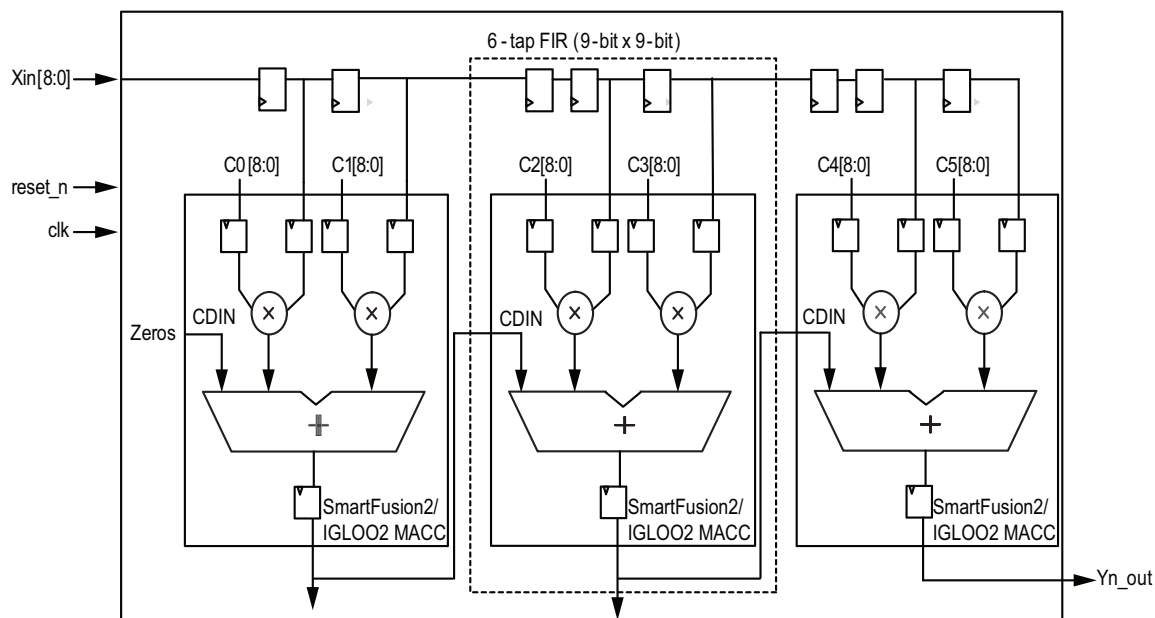 6-tap FIR (9-bit x 9-bit)
Xin[8:0]
C0[8:0] C1[8:0] C2[8:0] C3[8:0] C4[8:0] C5[8:0]
reset_n
clk
× × × × × ×
Zeros CDIN CDIN CDIN
+ + +
SmartFusion2/ SmartFusion2/ SmartFusion2/
IGLOO2 MACC IGLOO2 MACC IGLOO2 MACC
Yn_out